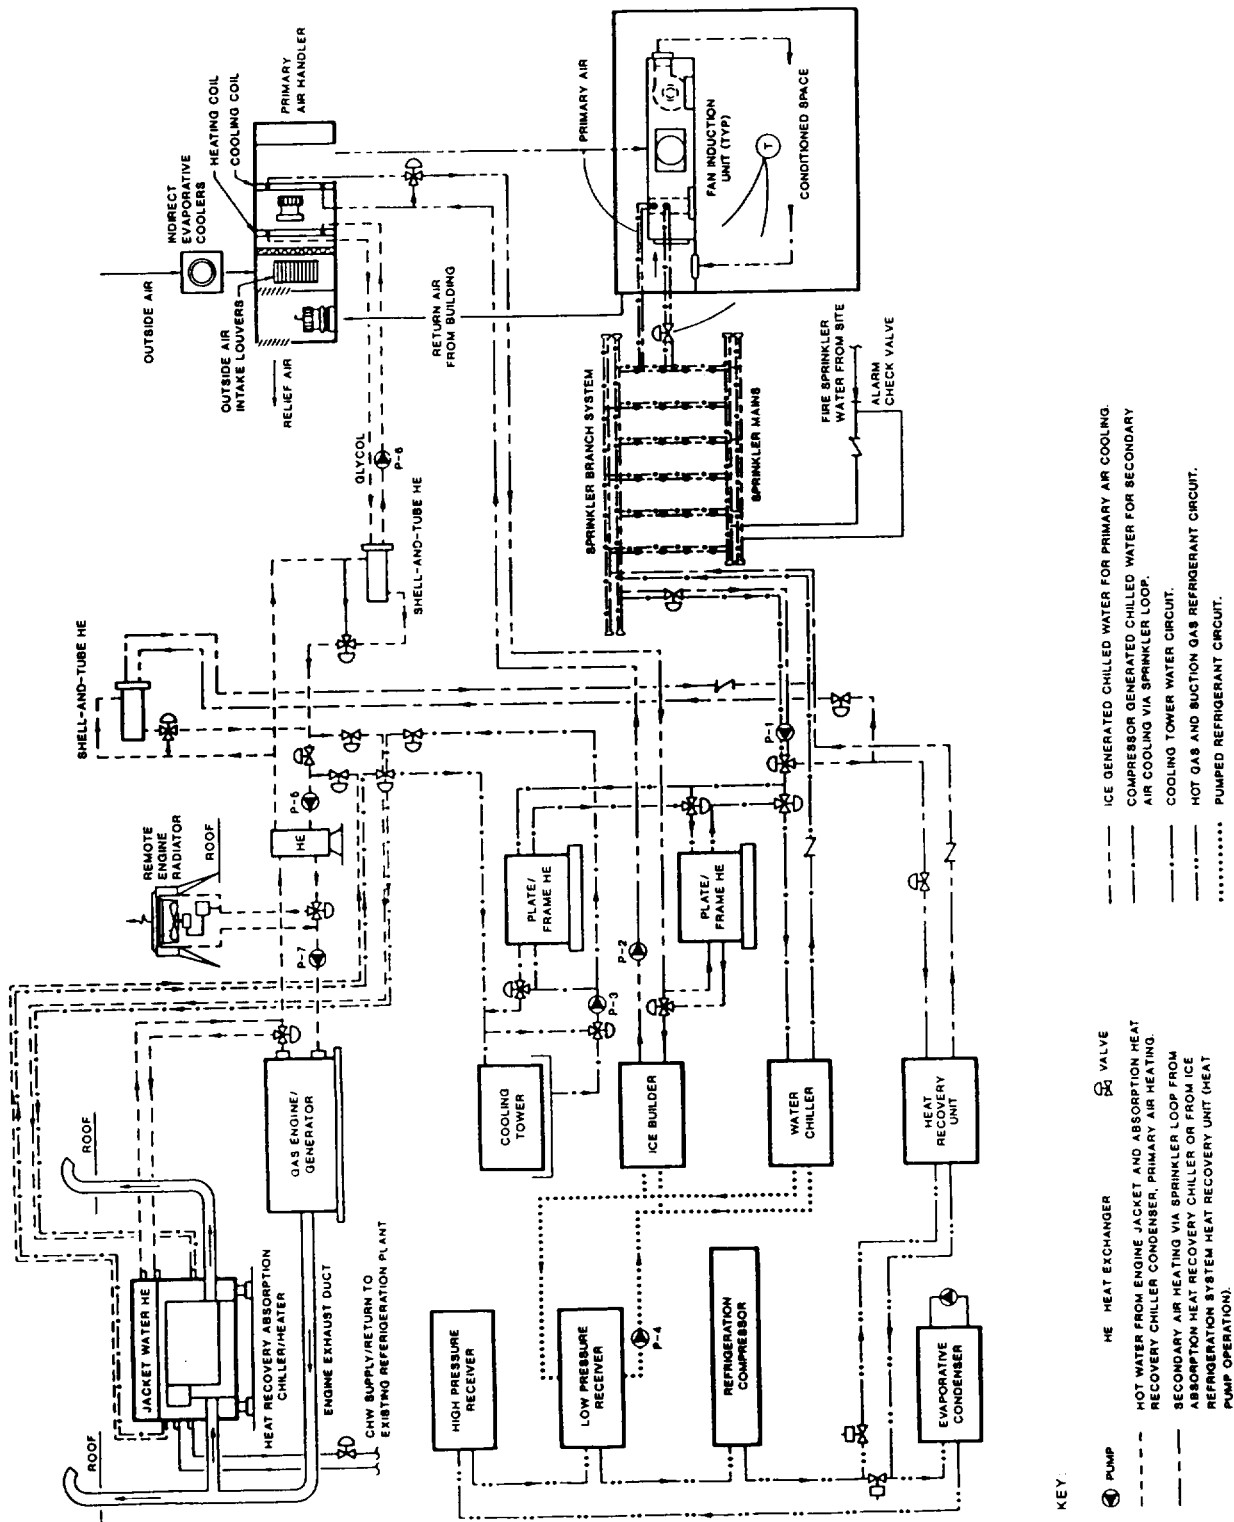 OUTSIDE AIR
INDIRECT
EVAPORATIVE
COOLERS
HEATING COIL
COOLING COIL
PRIMARY
AIR HANDLER
OUTSIDE AIR
INTAKE LOUVERS
RELIEF AIR
RETURN AIR
FROM BUILDING
PRIMARY AIR
FAN INDUCTION
UNIT (TYP)
T
CONDITIONED SPACE
GLYCOL
P-6
SHELL-AND-TUBE HE
SHELL-AND-TUBE HE
SPRINKLER BRANCH SYSTEM
SPRINKLER MAINS
FIRE SPRINKLER
WATER FROM SITE
ALARM
CHECK VALVE
REMOTE
ENGINE
RADIATOR
ROOF
HE
P-6
P-7
PLATE/
FRAME HE
P-2
PLATE/
FRAME HE
P-1
P-3
ROOF
GAS ENGINE/
GENERATOR
COOLING
TOWER
ICE BUILDER
WATER
CHILLER
HEAT
RECOVERY
UNIT
JACKET WATER HE
HEAT RECOVERY ABSORPTION
CHILLER/HEATER
ENGINE EXHAUST DUCT
CHW SUPPLY/RETURN TO
EXISTING REFRIGERATION PLANT
ROOF
HIGH PRESSURE
RECEIVER
LOW PRESSURE
RECEIVER
P-4
REFRIGERATION
COMPRESSOR
EVAPORATIVE
CONDENSER
KEY:
PUMP
HE HEAT EXCHANGER
VALVE
HOT WATER FROM ENGINE JACKET AND ABSORPTION HEAT
RECOVERY CHILLER CONDENSER, PRIMARY AIR HEATING.
SECONDARY AIR HEATING VIA SPRINKLER LOOP FROM
ABSORPTION HEAT RECOVERY CHILLER OR FROM ICE
REFRIGERATION SYSTEM HEAT RECOVERY UNIT (HEAT
PUMP OPERATION).
ICE GENERATED CHILLED WATER FOR PRIMARY AIR COOLING.
COMPRESSOR GENERATED CHILLED WATER FOR SECONDARY
AIR COOLING VIA SPRINKLER LOOP.
COOLING TOWER WATER CIRCUIT.
HOT GAS AND SUCTION GAS REFRIGERANT CIRCUIT.
PUMPED REFRIGERANT CIRCUIT.